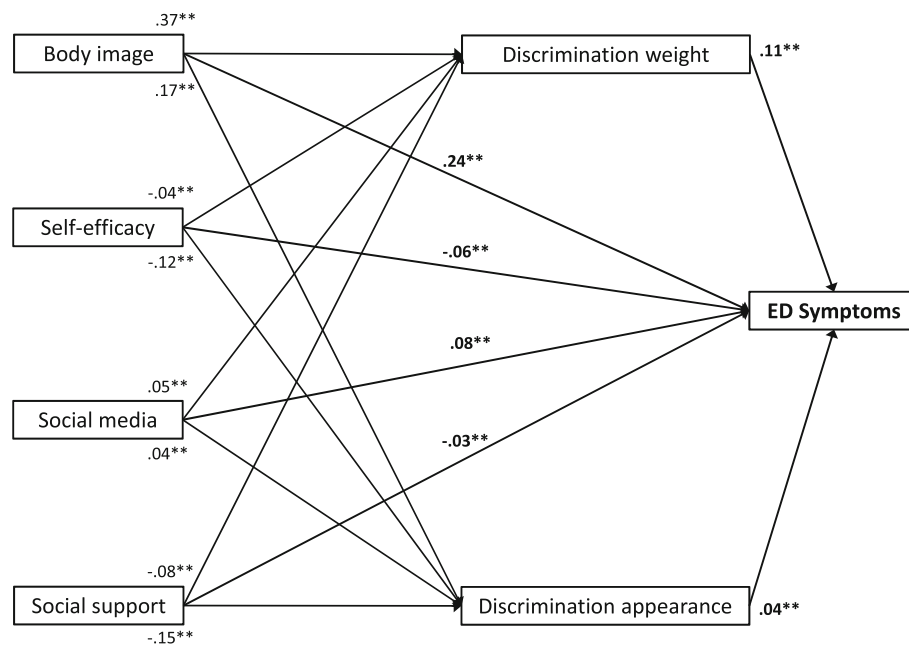 .37**
Body image
.17**
Discrimination weight
.11**
.24**
-.04**
Self-efficacy
-.12**
-.06**
ED Symptoms
.08**
.05**
Social media
.04**
-.03**
-.08**
Social support
-.15**
Discrimination appearance
.04**